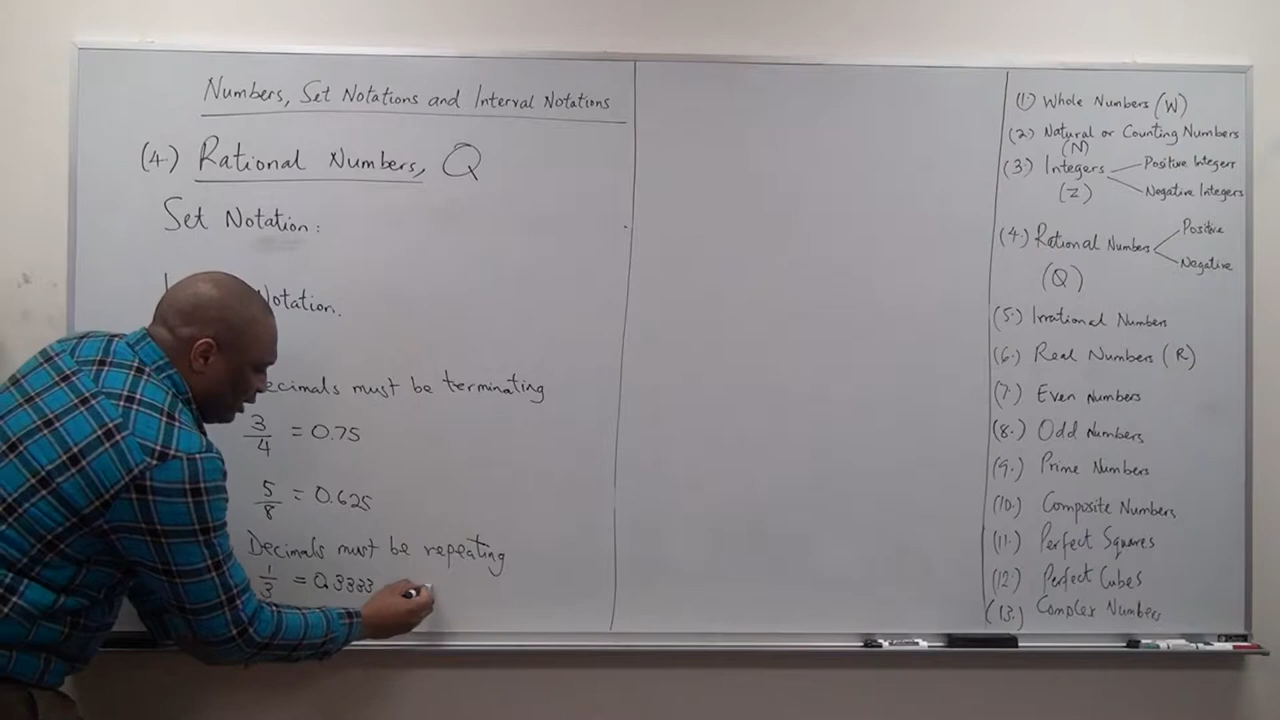 Numbers, Set Notations and Interval Notations
(4.) Rational Numbers, Q
Set Notation:
Notation.
ecimals must be terminating
3/4 = 0.75
5/8 = 0.625
Decimals must be repeating
1/3 = 0.3333
(1) Whole Numbers (W)
(2.) Natural or Counting Numbers
(N)
(3.) Integers
Positive Integers
Negative Integers
(Z)
(4.) Rational Numbers
Positive
Negative
(Q)
(5.) Irrational Numbers
(6.) Real Numbers (R)
(7.) Even Numbers
(8.) Odd Numbers
(9.) Prime Numbers
(10.) Composite Numbers
(11.) Perfect Squares
(12.) Perfect Cubes
(13.) Complex Numbers